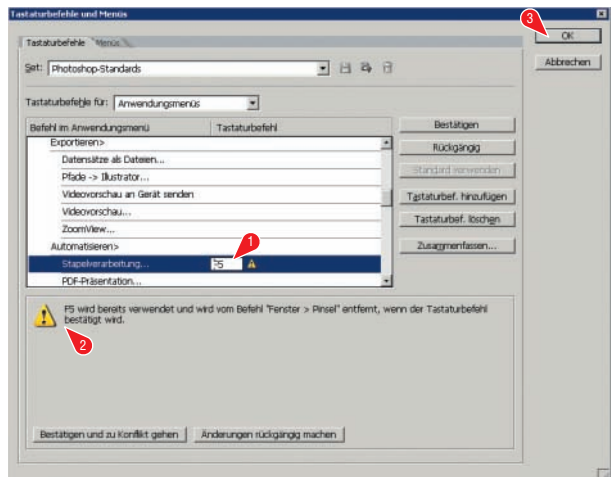 Tastaturbefehle und Menüs
3
OK
Tastaturbefehle Menüs
Set: Photoshop-Standards
Abbrechen
Tastaturbefehle für: Anwendungsmenüs
Befehl im Anwendungsmenü Tastaturbefehl
Bestätigen
Exportieren>
Rückgängig
Datensätze als Dateien...
Standard verwenden
Pfade -> Illustrator...
Videovorschau an Gerät senden
Tastaturbef. hinzufügen
Videovorschau...
Tastaturbef. löschen
ZoomView...
1
Automatisieren>
Zusammenfassen...
Stapelverarbeitung... F5
PDF-Präsentation...
F5 wird bereits verwendet und wird vom Befehl "Fenster > Pinsel" entfernt, wenn der Tastaturbefehl
bestätigt wird.
2
Bestätigen und zu Konflikt gehen Änderungen rückgängig machen